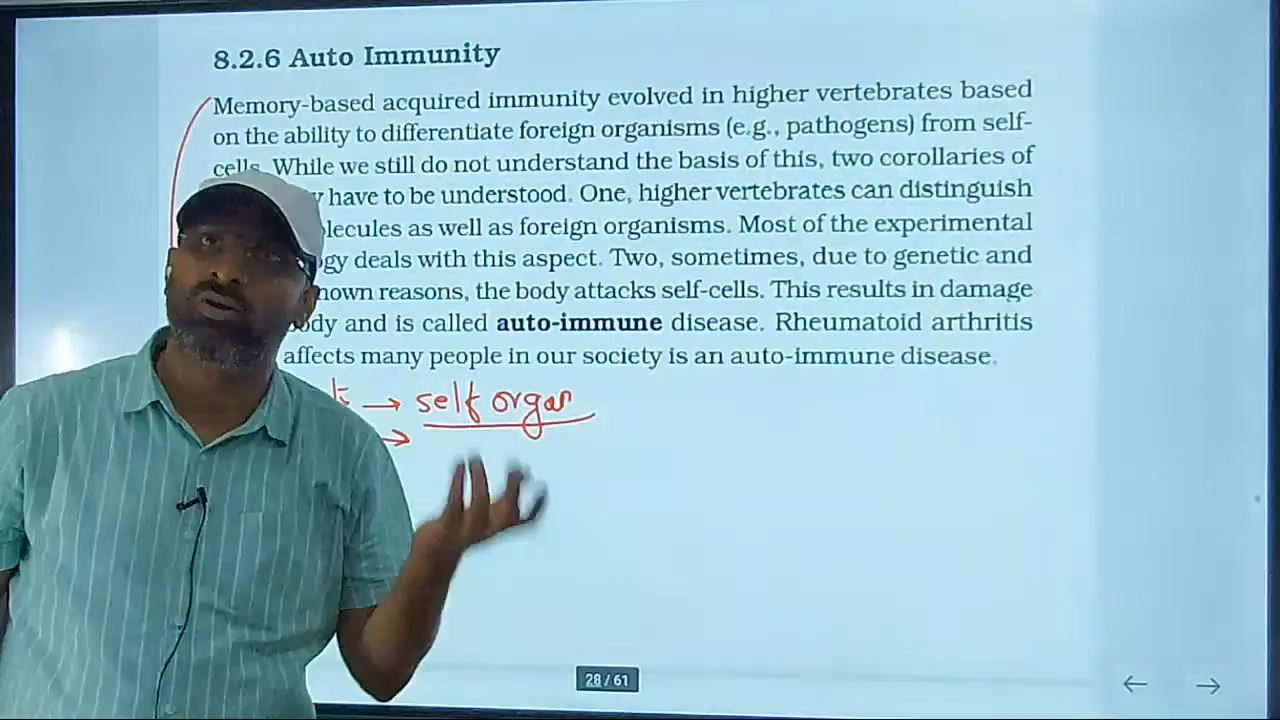 8.2.6 Auto Immunity
Memory-based acquired immunity evolved in higher vertebrates based
on the ability to differentiate foreign organisms (e.g., pathogens) from self-
cells. While we still do not understand the basis of this, two corollaries of
have to be understood. One, higher vertebrates can distinguish
as well as foreign organisms. Most of the experimental
deals with this aspect. Two, sometimes, due to genetic and
reasons, the body attacks self-cells. This results in damage
and is called auto-immune disease. Rheumatoid arthritis
affects many people in our society is an auto-immune disease.
→ self organ
→
28 / 61
← →